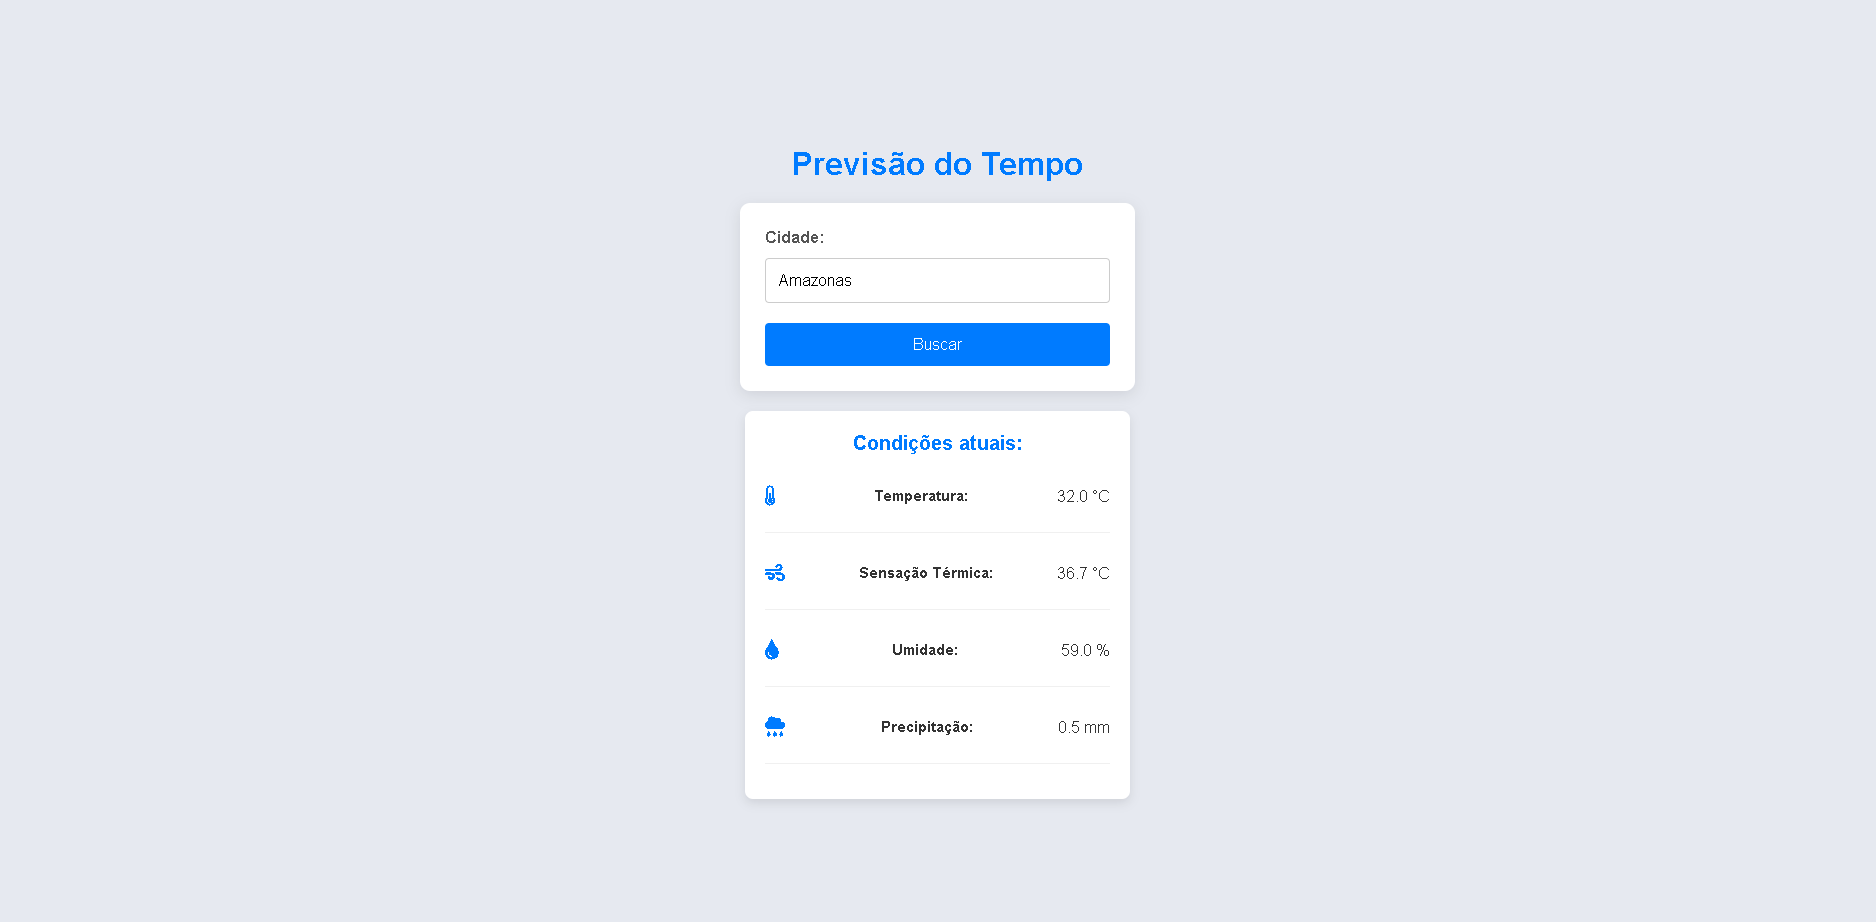 Previsão do Tempo
Cidade:
Amazonas
Buscar
Condições atuais:
Temperatura: 32.0 °C
Sensação Térmica: 36.7 °C
Umidade: 59.0 %
Precipitação: 0.5 mm